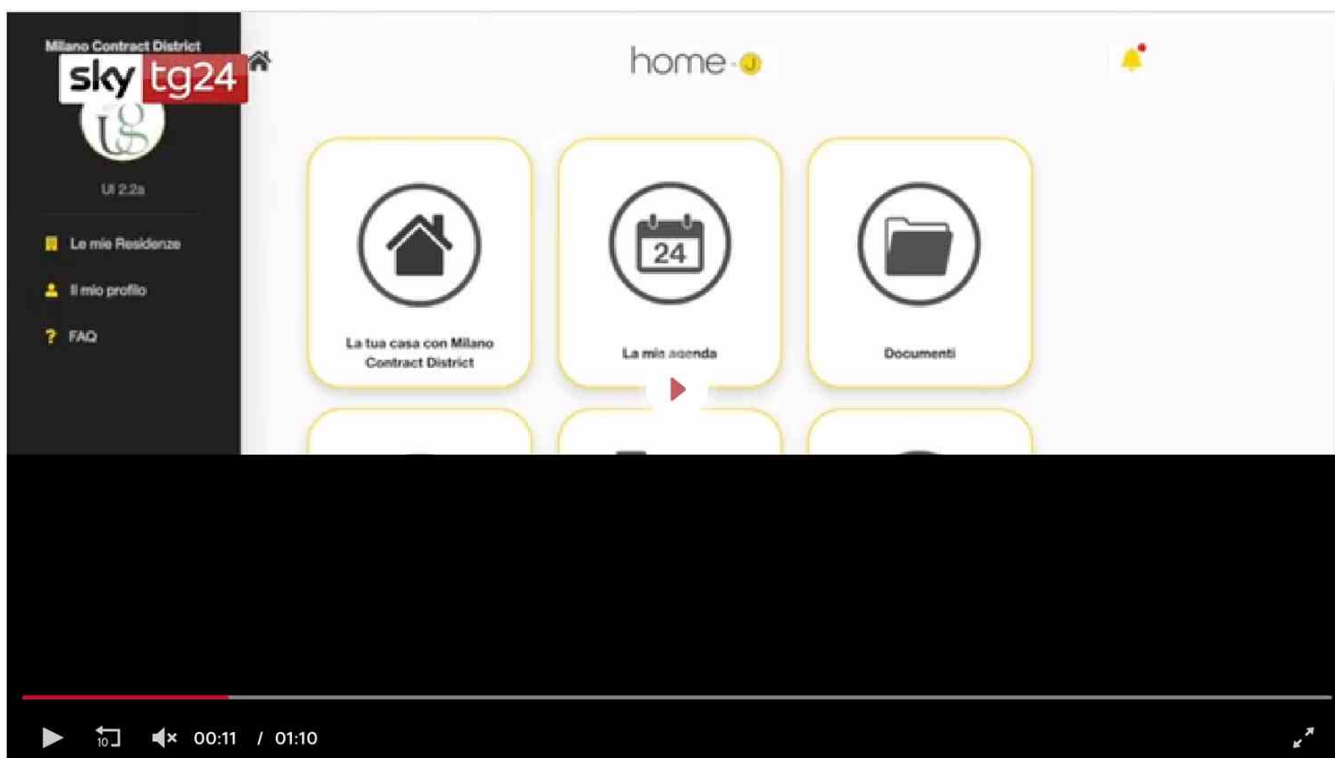 Milano Contract District
sky tg24
home-J
UI 2.2a
Le mie Residenze
Il mio profilo
? FAQ
La tua casa con Milano
Contract District
24
La mia agenda
Documenti
10
00:11 / 01:10